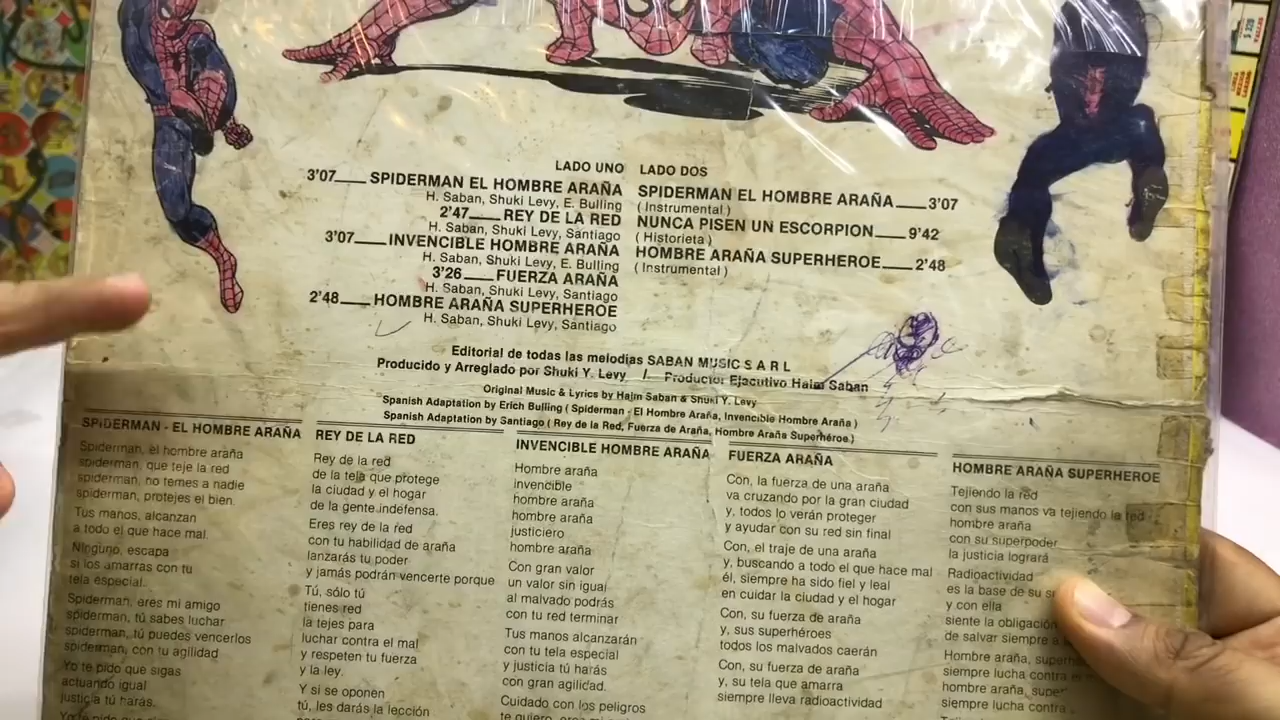 LADO UNO
3'07 SPIDERMAN EL HOMBRE ARAÑA
H. Saban, Shuki Levy, E. Bulling
2'47 REY DE LA RED
H. Saban, Shuki Levy, Santiago
3'07 INVENCIBLE HOMBRE ARAÑA
H. Saban, Shuki Levy, E. Bulling
3'26 FUERZA ARAÑA
H. Saban, Shuki Levy, Santiago
2'48 HOMBRE ARAÑA SUPERHEROE
H. Saban, Shuki Levy, Santiago
LADO DOS
SPIDERMAN EL HOMBRE ARAÑA 3'07
( Instrumental )
NUNCA PISEN UN ESCORPION 9'42
( Historieta )
HOMBRE ARAÑA SUPERHEROE 2'48
( Instrumental )
Editorial de todas las melodías SABAN MUSIC S A R L
Producido y Arreglado por Shuki Y. Levy / Productor Ejecutivo Haim Saban
Original Music & Lyrics by Haim Saban & Shuki Y. Levy
Spanish Adaptation by Erich Bulling ( Spiderman - El Hombre Araña, Invencible Hombre Araña )
Spanish Adaptation by Santiago ( Rey de la Red, Fuerza de Araña, Hombre Araña Superhéroe.)
SPIDERMAN - EL HOMBRE ARAÑA
Spiderman, el hombre araña
spiderman, que teje la red
spiderman, no temes a nadie
spiderman, protejes el bien.
Tus manos, alcanzan
a todo el que hace mal.
Ninguno, escapa
si los amarras con tu
tela especial.
Spiderman, eres mi amigo
spiderman, tú sabes luchar
spiderman, tú puedes vencerlos
spiderman, con tu agilidad
Yo te pido que sigas
actuando igual
justicia tú harás.
REY DE LA RED
Rey de la red
de la tela que protege
la ciudad y el hogar
de la gente indefensa.
Eres rey de la red
con tu habilidad de araña
lanzarás tu poder
y jamás podrán vencerte porque
Tú, sólo tú
tienes red
la tejes para
luchar contra el mal
y respeten tu fuerza
y la ley.
Y si se oponen
tú, les darás la lección
INVENCIBLE HOMBRE ARAÑA
Hombre araña
invencible
hombre araña
hombre araña
justiciero
hombre araña
Con gran valor
un valor sin igual
al malvado podrás
con tu red terminar
Tus manos alcanzarán
con tu tela especial
y justicia tú harás
con gran agilidad.
Cuidado con los peligros
FUERZA ARAÑA
Con, la fuerza de una araña
va cruzando por la gran ciudad
y, todos lo verán proteger
y ayudar con su red sin final
Con, el traje de una araña
y, buscando a todo el que hace mal
él, siempre ha sido fiel y leal
en cuidar la ciudad y el hogar
Con, su fuerza de araña
y, sus superhéroes
todos los malvados caerán
Con, su fuerza de araña
y, su tela que amarra
siempre lleva radioactividad
HOMBRE ARAÑA SUPERHEROE
Tejiendo la red
con sus manos va tejiendo la red
hombre araña
con su superpoder
la justicia logrará
Radioactividad
es la base de su
y con ella
siente la obligación
de salvar siempre
Hombre araña,
siempre lucha contra
hombre araña,
siempre lucha contra